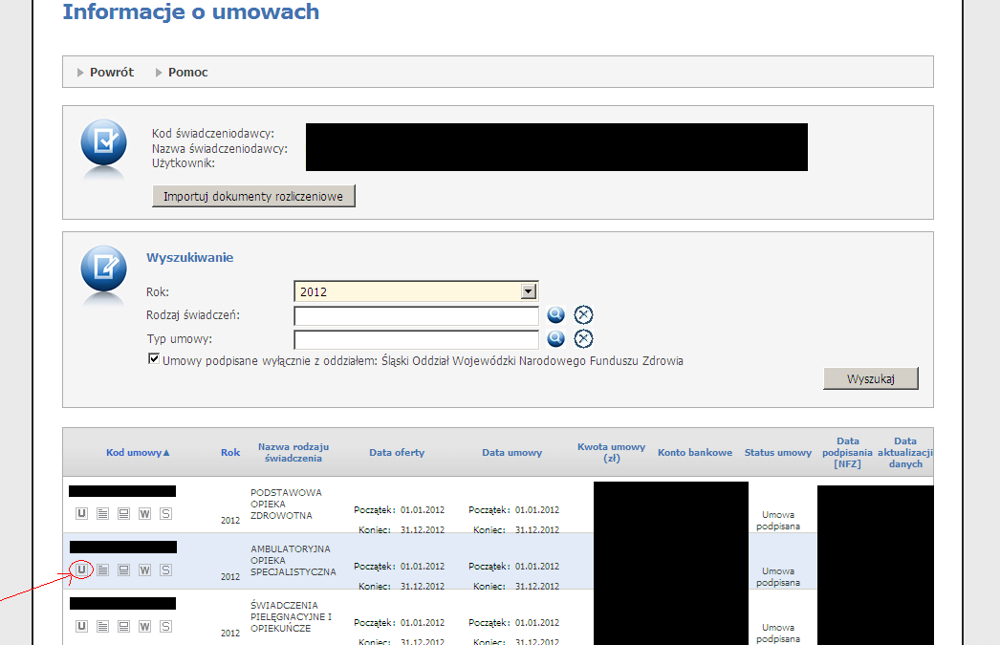 Informacje o umowach
Powrót Pomoc
Kod świadczeniodawcy:
Nazwa świadczeniodawcy:
Użytkownik:
Importuj dokumenty rozliczeniowe
Wyszukiwanie
Rok: 2012
Rodzaj świadczeń:
Typ umowy:
Umowy podpisane wyłącznie z oddziałem: Śląski Oddział Wojewódzki Narodowego Funduszu Zdrowia
Wyszukaj
Kod umowy▲ Rok Nazwa rodzaju świadczenia Data oferty Data umowy Kwota umowy (zł) Konto bankowe Status umowy Data podpisania [NFZ] Data aktualizacji danych
PODSTAWOWA
OPIEKA
ZDROWOTNA
U W S
2012
Początek: 01.01.2012 Początek: 01.01.2012
Koniec: 31.12.2012 Koniec: 31.12.2012
Umowa
podpisana
AMBULATORYJNA
OPIEKA
SPECJALISTYCZNA
U W S
2012
Początek: 01.01.2012 Początek: 01.01.2012
Koniec: 31.12.2012 Koniec: 31.12.2012
Umowa
podpisana
ŚWIADCZENIA
PIELĘGNACYJNE I
OPIEKUŃCZE
U W S
2012
Początek: 01.01.2012 Początek: 01.01.2012
Koniec: 31.12.2012 Koniec: 31.12.2012
Umowa
podpisana